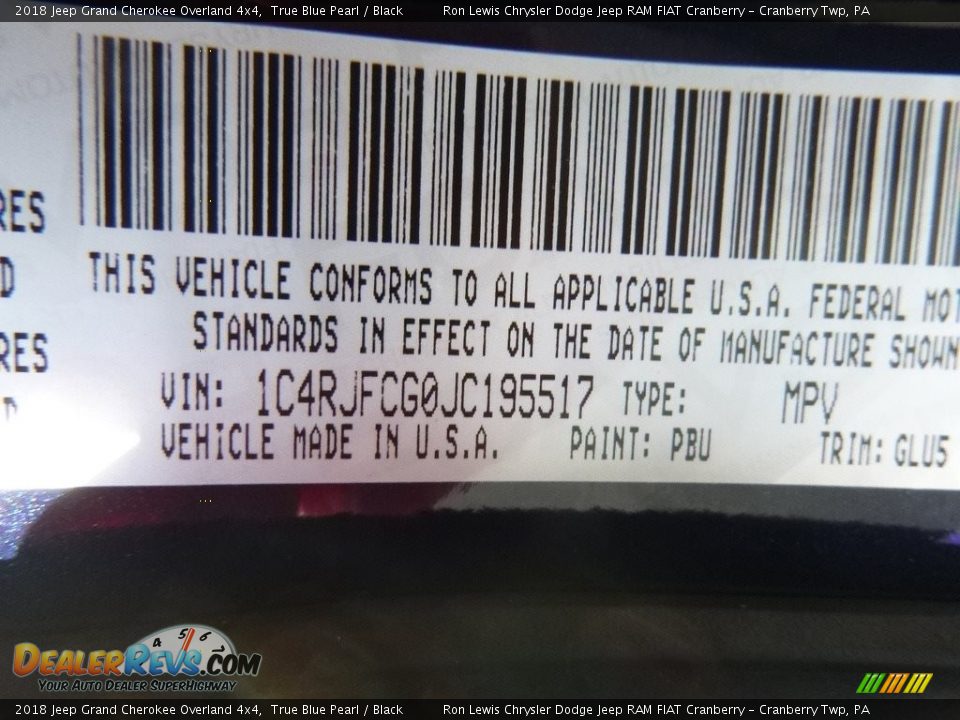 2018 Jeep Grand Cherokee Overland 4x4, True Blue Pearl / Black Ron Lewis Chrysler Dodge Jeep RAM FIAT Cranberry - Cranberry Twp, PA
RES
D
RES
THIS VEHICLE CONFORMS TO ALL APPLICABLE U.S.A. FEDERAL MOT
STANDARDS IN EFFECT ON THE DATE OF MANUFACTURE SHOWN
VIN: 1C4RJFCG0JC195517 TYPE: MPV
VEHICLE MADE IN U.S.A. PAINT: PBU TRIM: GLU5
4 5 6
DEALERREVS.COM
YOUR AUTO DEALER SUPERHIGHWAY
2018 Jeep Grand Cherokee Overland 4x4, True Blue Pearl / Black Ron Lewis Chrysler Dodge Jeep RAM FIAT Cranberry - Cranberry Twp, PA